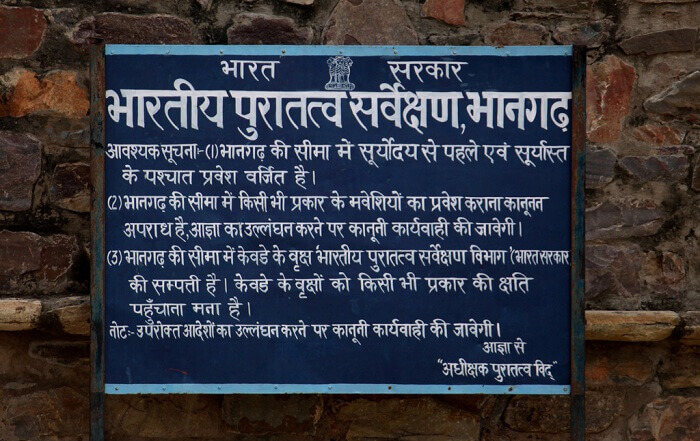 भारत सरकार
भारतीय पुरातत्व सर्वेक्षण, भानगढ़
आवश्यक सूचना:- (1) भानगढ़ की सीमा में सूर्योदय से पहले एवं सूर्यास्त
के पश्चात प्रवेश वर्जित है।
(2) भानगढ़ की सीमा में किसी भी प्रकार के मवेशियों का प्रवेश कराना कानूनन
अपराध है, आज्ञा का उल्लंघन करने पर कानूनी कार्यवाही की जावेगी।
(3) भानगढ़ की सीमा में केवडे के वृक्ष 'भारतीय पुरातत्व सर्वेक्षण विभाग' (भारत सरकार
की सम्पती है। केवडे के वृक्षों को किसी भी प्रकार की क्षति
पहुँचाना मना है।
नोटः- उपरोक्त आदेशों का उल्लंघन करने पर कानूनी कार्यवाही की जावेगी।
आज्ञा से
"अधीक्षक पुरातत्व विद्"